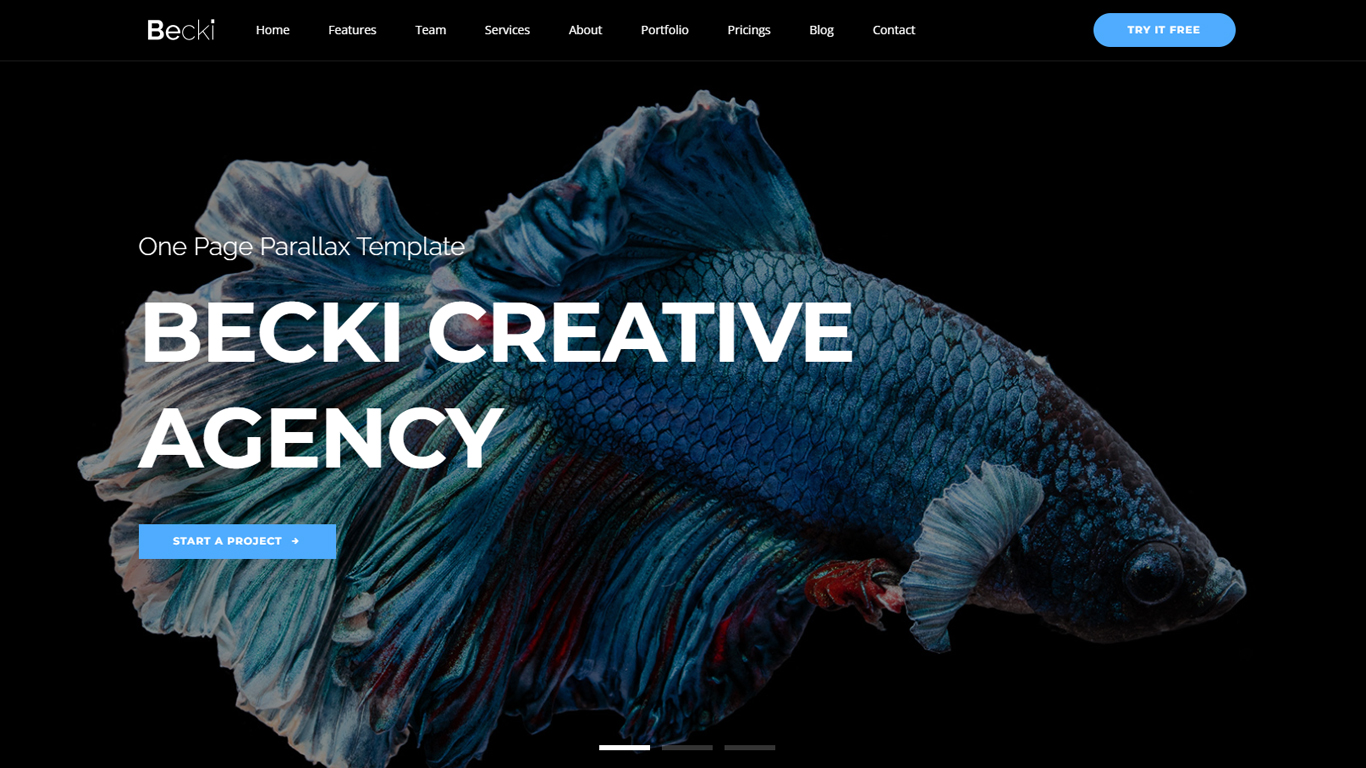 Becki
Home Features Team Services About Portfolio Pricings Blog Contact
TRY IT FREE
One Page Parallax Template
BECKI CREATIVE
AGENCY
START A PROJECT →